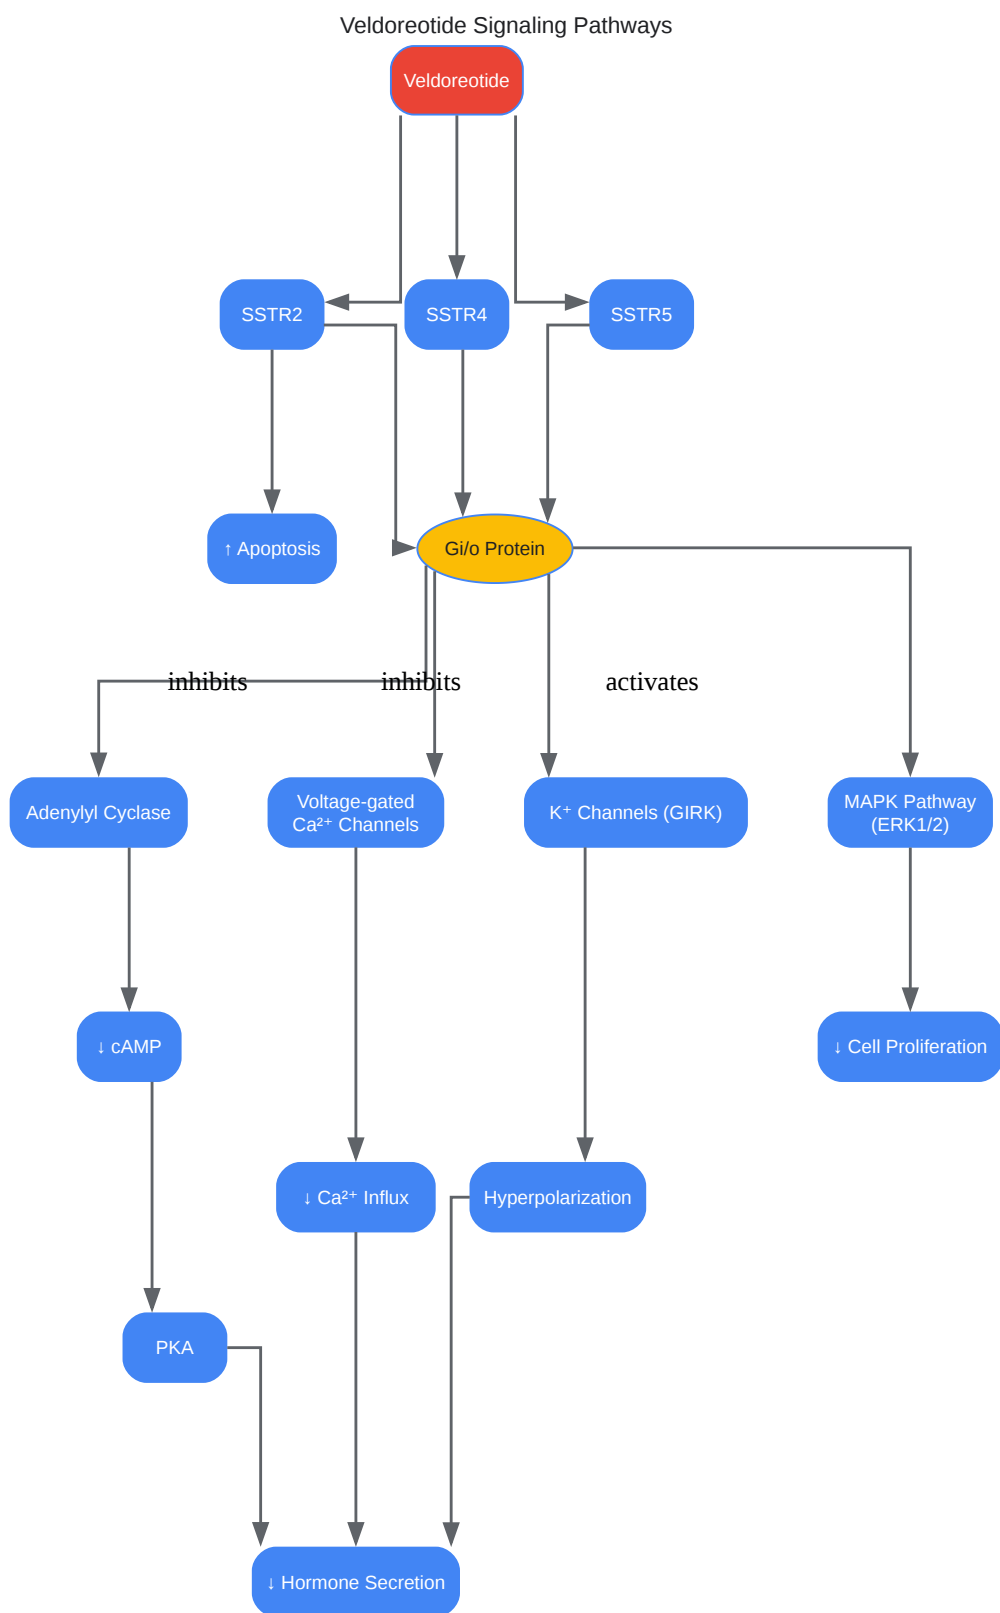 Veldoreotide Signaling Pathways
Veldoreotide
SSTR2
SSTR4
SSTR5
↑ Apoptosis
Gi/o Protein
inhibits
inhibits
activates
Adenylyl Cyclase
Voltage-gated
Ca²⁺ Channels
K⁺ Channels (GIRK)
MAPK Pathway
(ERK1/2)
↓ cAMP
↓ Cell Proliferation
↓ Ca²⁺ Influx
Hyperpolarization
PKA
↓ Hormone Secretion